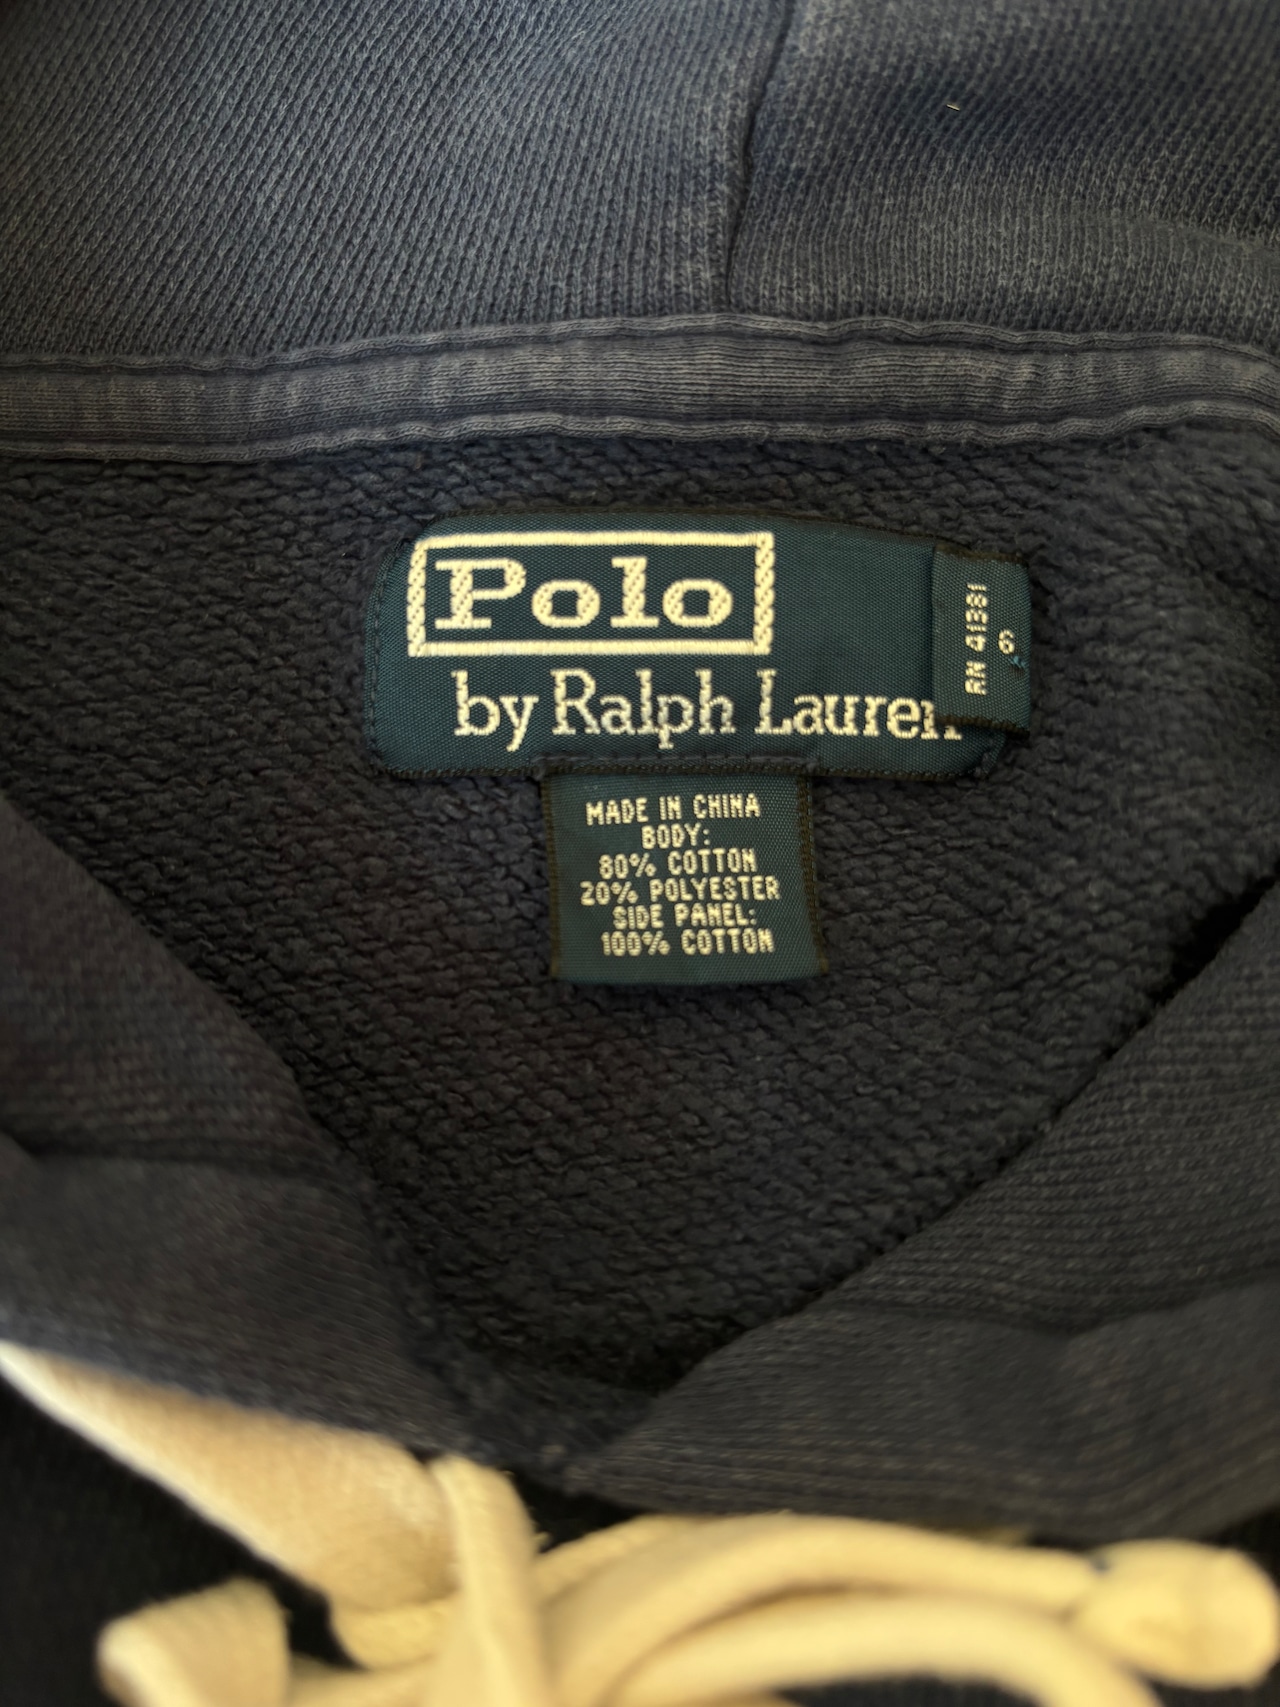 Polo
by Ralph Lauren
RN 41381
6
MADE IN CHINA
BODY:
80% COTTON
20% POLYESTER
SIDE PANEL:
100% COTTON